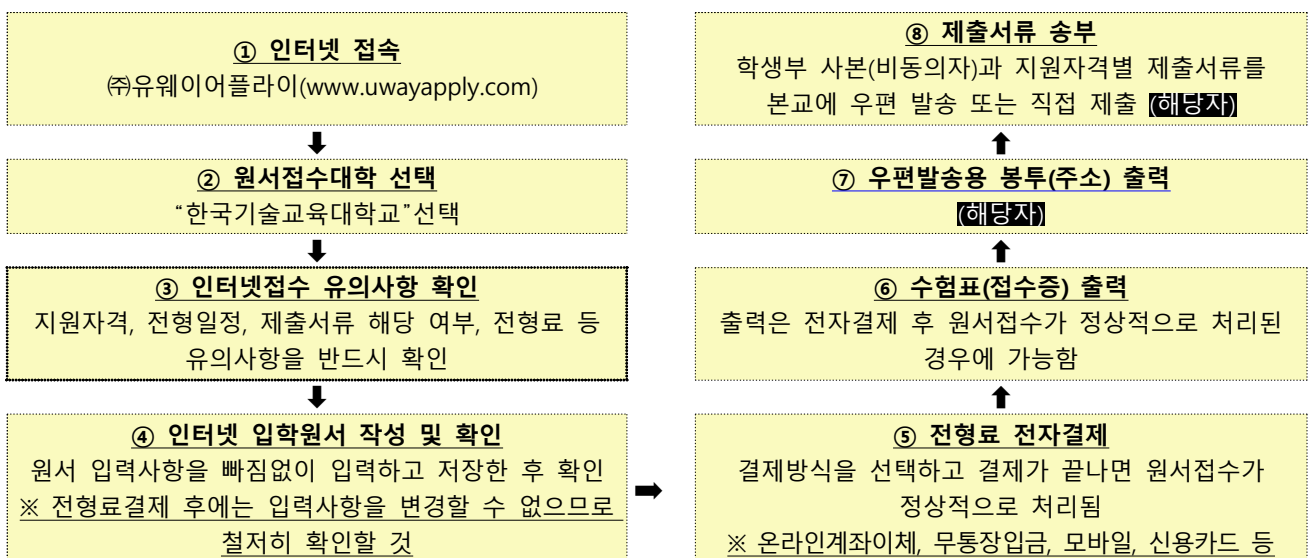 ① 인터넷 접속
㈜유웨이어플라이(www.uwayapply.com)
② 원서접수대학 선택
“한국기술교육대학교”선택
③ 인터넷접수 유의사항 확인
지원자격, 전형일정, 제출서류 해당 여부, 전형료 등
유의사항을 반드시 확인
④ 인터넷 입학원서 작성 및 확인
원서 입력사항을 빠짐없이 입력하고 저장한 후 확인
※ 전형료결제 후에는 입력사항을 변경할 수 없으므로
철저히 확인할 것
⑤ 전형료 전자결제
결제방식을 선택하고 결제가 끝나면 원서접수가
정상적으로 처리됨
※ 온라인계좌이체, 무통장입금, 모바일, 신용카드 등
⑥ 수험표(접수증) 출력
출력은 전자결제 후 원서접수가 정상적으로 처리된
경우에 가능함
⑦ 우편발송용 봉투(주소) 출력
(해당자)
⑧ 제출서류 송부
학생부 사본(비동의자)과 지원자격별 제출서류를
본교에 우편 발송 또는 직접 제출 (해당자)